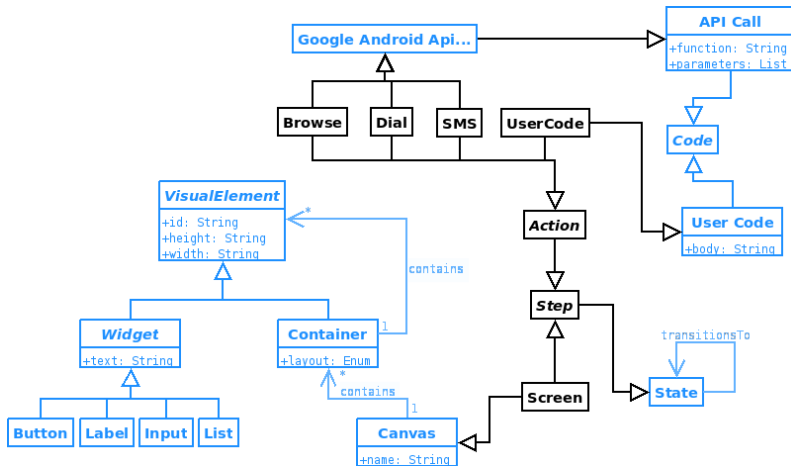 API Call
Google Android Api...
+function: String
+parameters: List
Browse
Dial
SMS
UserCode
Code
VisualElement
+id: String
+height: String
+width: String
*
User Code
+body: String
Action
contains
Step
Widget
+text: String
Container
+layout: Enum
1
transitionsTo
*
contains
1
Screen
State
Button
Label
Input
List
Canvas
+name: String